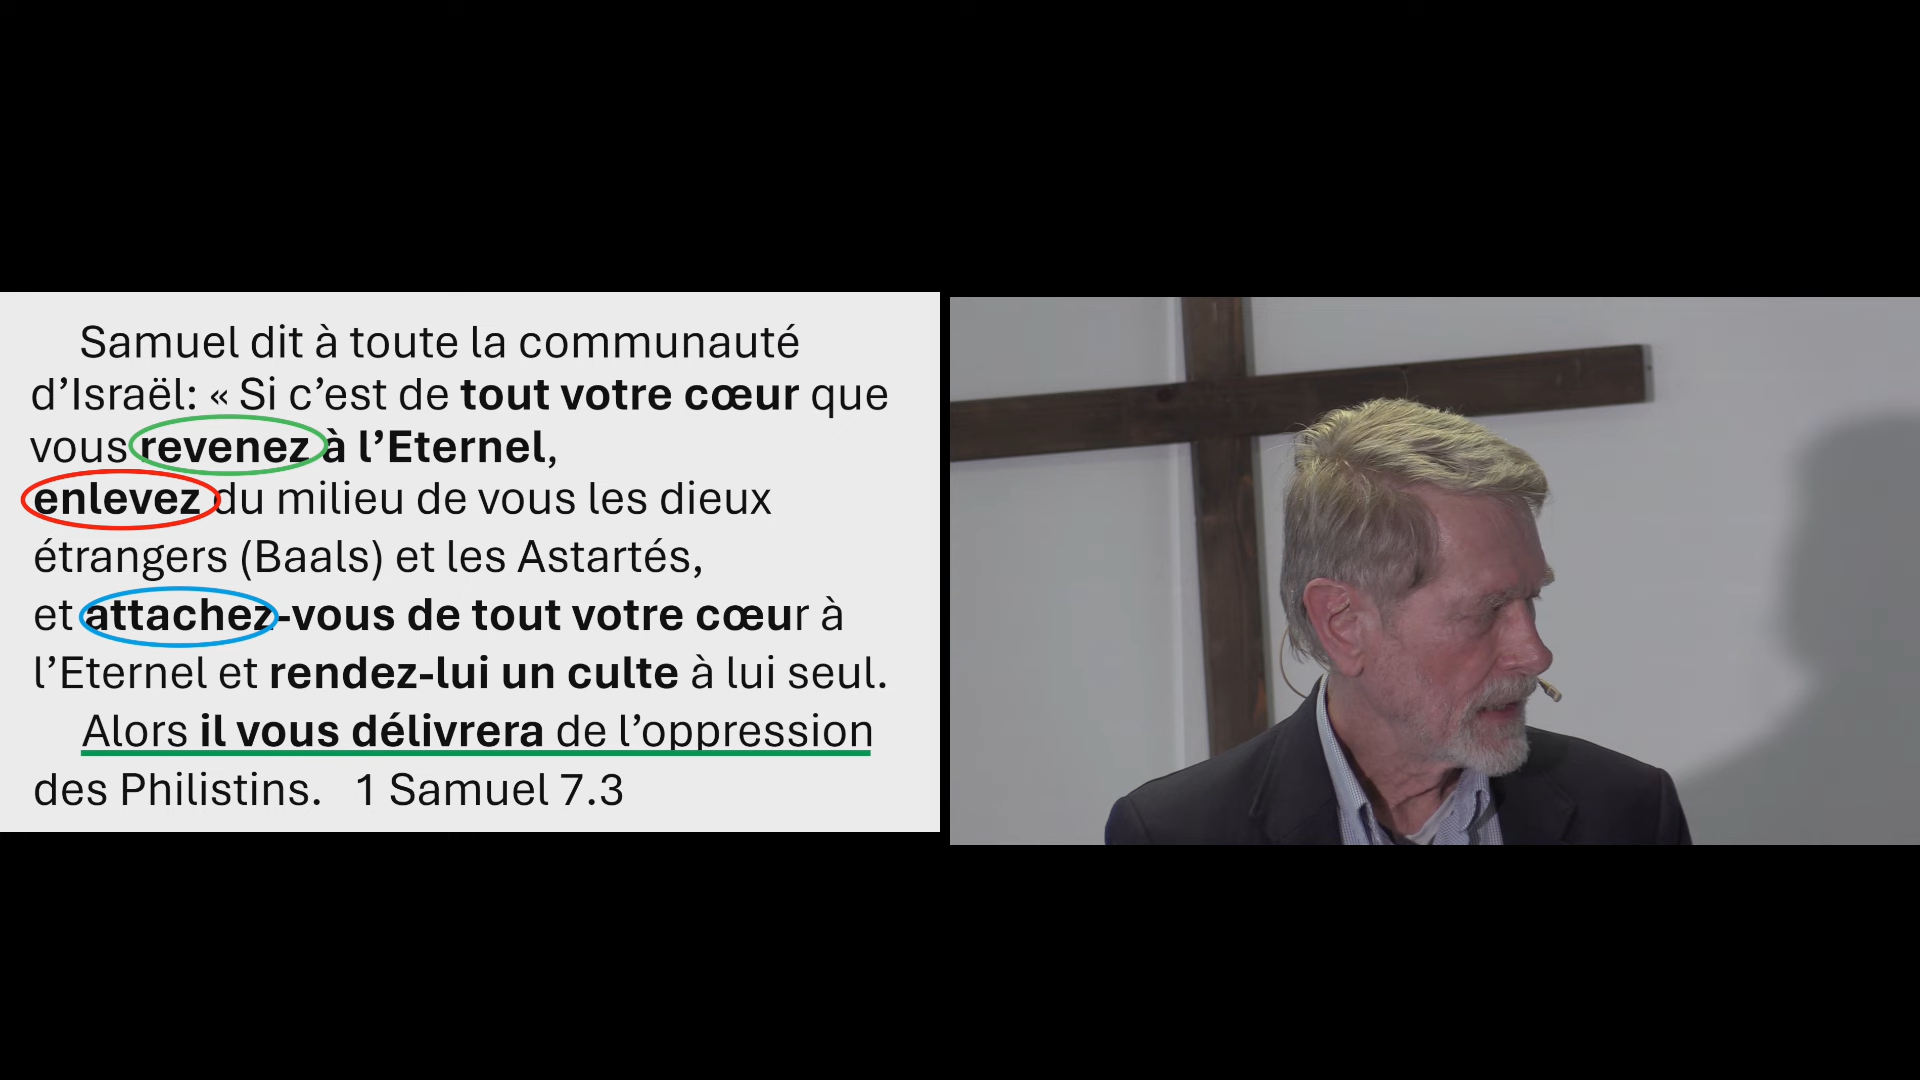 Samuel dit à toute la communauté
d’Israël: « Si c’est de tout votre cœur que
vous revenez à l’Eternel,
enlevez du milieu de vous les dieux
étrangers (Baals) et les Astartés,
et attachez-vous de tout votre cœur à
l’Eternel et rendez-lui un culte à lui seul.
Alors il vous délivrera de l’oppression
des Philistins. 1 Samuel 7.3